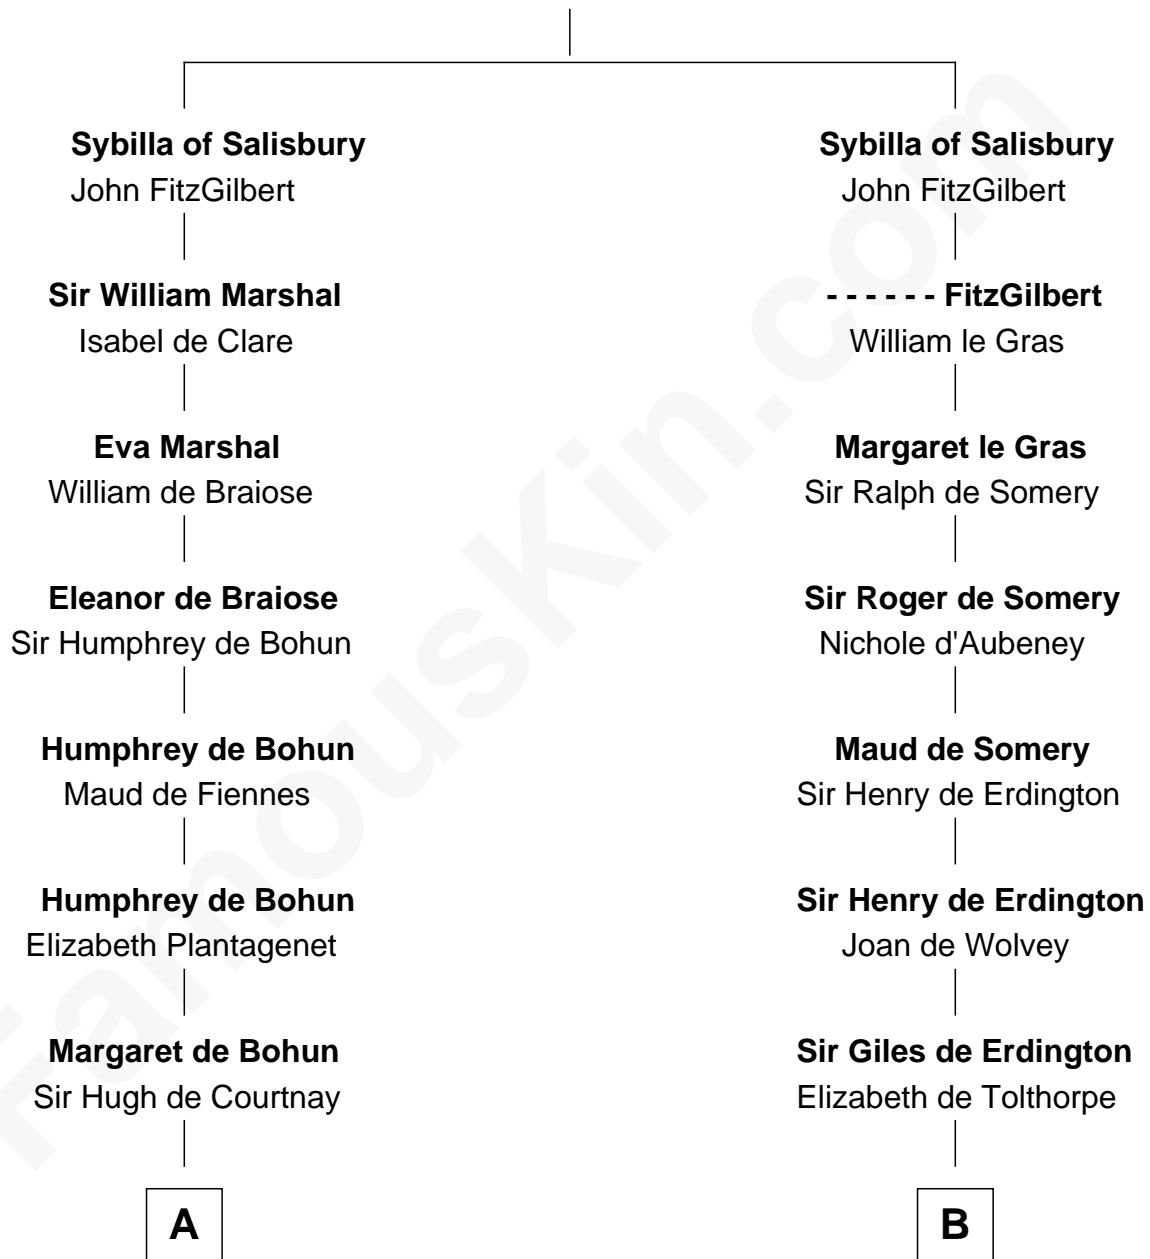 Sybilla of Salisbury
John FitzGilbert
Sir William Marshal
Isabel de Clare
Eva Marshal
William de Braiose
Eleanor de Braiose
Sir Humphrey de Bohun
Humphrey de Bohun
Maud de Fiennes
Humphrey de Bohun
Elizabeth Plantagenet
Margaret de Bohun
Sir Hugh de Courtnay
A
Sybilla of Salisbury
John FitzGilbert
- - - - - - FitzGilbert
William le Gras
Margaret le Gras
Sir Ralph de Somery
Sir Roger de Somery
Nichole d'Aubeney
Maud de Somery
Sir Henry de Erdington
Sir Henry de Erdington
Joan de Wolvey
Sir Giles de Erdington
Elizabeth de Tolthorpe
B
FamousKin.com